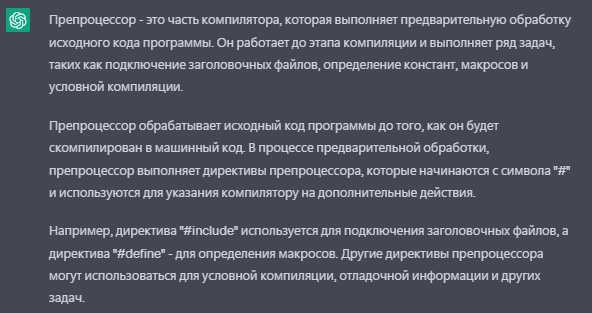 Препроцессор - это часть компилятора, которая выполняет предварительную обработку
исходного кода программы. Он работает до этапа компиляции и выполняет ряд задач,
таких как подключение заголовочных файлов, определение констант, макросов и
условной компиляции.
Препроцессор обрабатывает исходный код программы до того, как он будет
скомпилирован в машинный код. В процессе предварительной обработки,
препроцессор выполняет директивы препроцессора, которые начинаются с символа "#"
и используются для указания компилятору на дополнительные действия.
Например, директива "#include" используется для подключения заголовочных файлов, а
директива "#define" - для определения макросов. Другие директивы препроцессора
могут использоваться для условной компиляции, отладочной информации и других
задач.